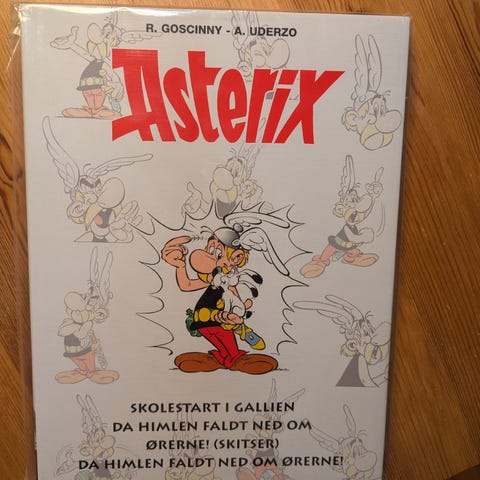 R. GOSCINNY - A. UDERZO
Asterix
SKOLESTART I GALLIEN
DA HIMLEN FALDT NED OM
ØRERNE! (SKITSER)
DA HIMLEN FALDT NED OM ØRERNE!